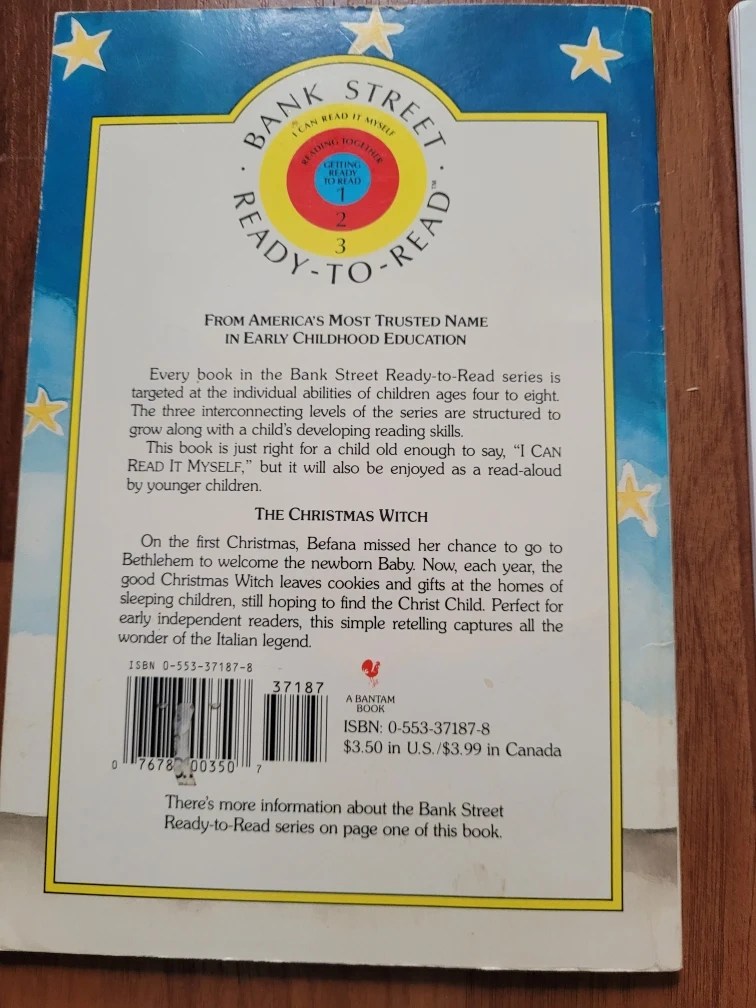 BANK STREET
I CAN READ IT MYSELF
READING TOGETHER
GETTING
READY
TO READ
1
2
3
READY-TO-READ™
FROM AMERICA'S MOST TRUSTED NAME
IN EARLY CHILDHOOD EDUCATION
Every book in the Bank Street Ready-to-Read series is
targeted at the individual abilities of children ages four to eight.
The three interconnecting levels of the series are structured to
grow along with a child's developing reading skills.
This book is just right for a child old enough to say, “I CAN
READ IT MYSELF,” but it will also be enjoyed as a read-aloud
by younger children.
THE CHRISTMAS WITCH
On the first Christmas, Befana missed her chance to go to
Bethlehem to welcome the newborn Baby. Now, each year, the
good Christmas Witch leaves cookies and gifts at the homes of
sleeping children, still hoping to find the Christ Child. Perfect for
early independent readers, this simple retelling captures all the
wonder of the Italian legend.
ISBN 0-553-37187-8
37187
A BANTAM
BOOK
ISBN: 0-553-37187-8
$3.50 in U.S./$3.99 in Canada
0 7678 00350 7
There's more information about the Bank Street
Ready-to-Read series on page one of this book.